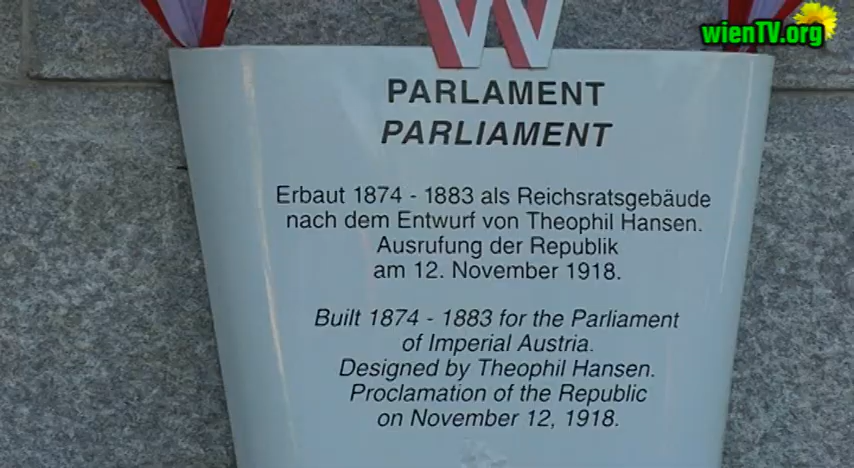 wienTV.org
W
PARLAMENT
PARLIAMENT
Erbaut 1874 - 1883 als Reichsratsgebäude
nach dem Entwurf von Theophil Hansen.
Ausrufung der Republik
am 12. November 1918.
Built 1874 - 1883 for the Parliament
of Imperial Austria.
Designed by Theophil Hansen.
Proclamation of the Republic
on November 12, 1918.